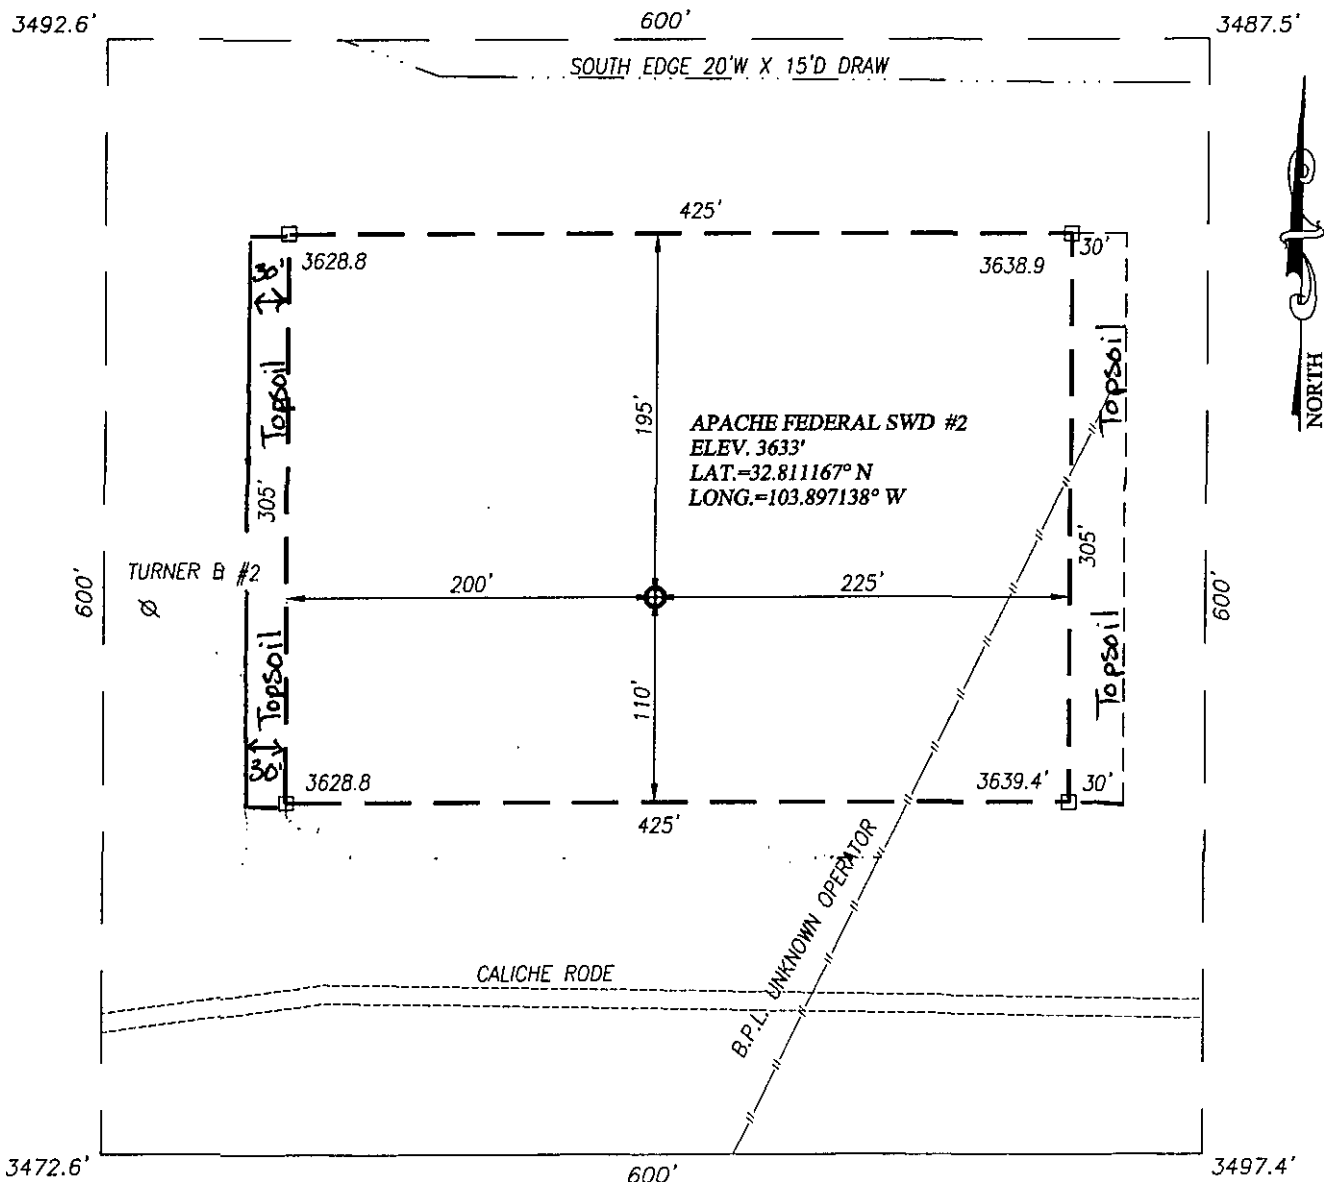 3492.6'
600'
3487.5'
SOUTH EDGE 20'W X 15'D DRAW
425'
3628.8
3638.9
30'
30'
NORTH
Topsoil
Topsoil
195'
APACHE FEDERAL SWD #2
ELEV. 3633'
LAT.=32.811167° N
LONG.=103.897138° W
305'
305'
TURNER B #2
600'
200'
225'
600'
Topsoil
Topsoil
110'
30'
3628.8
3639.4'
30'
425'
B.P.L. UNKNOWN OPERATOR
CALICHE RODE
3472.6'
600'
3497.4'